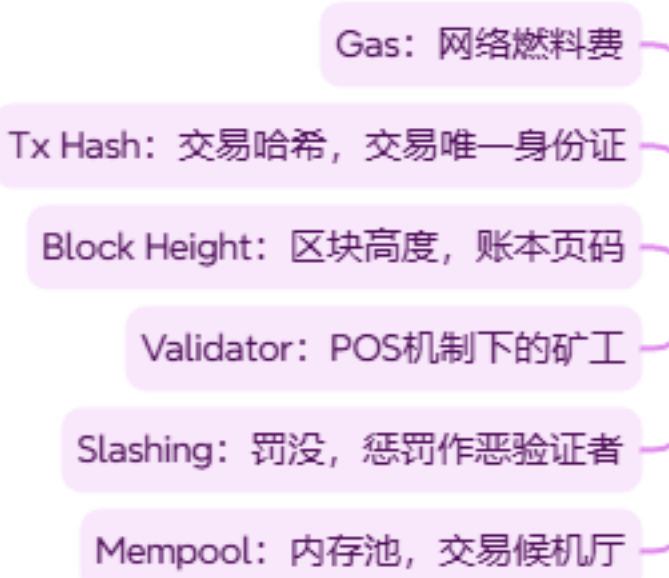 Gas：网络燃料费
Tx Hash：交易哈希，交易唯一身份证
Block Height：区块高度，账本页码
Validator：POS机制下的矿工
Slashing：罚没，惩罚作恶验证者
Mempool：内存池，交易候机厅